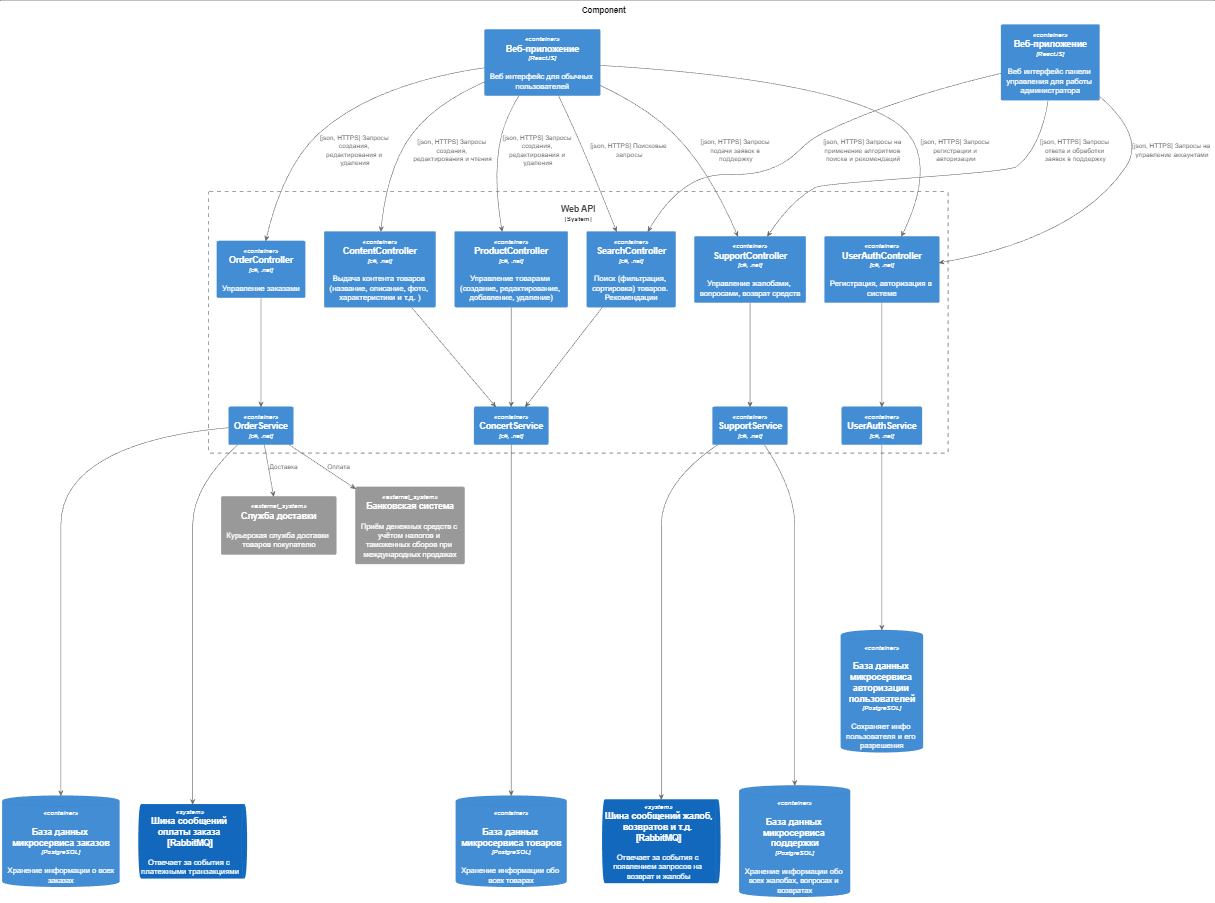 Component
«container»
Веб-приложение
[ReactJS]
Веб интерфейс для обычных
пользователей
«container»
Веб-приложение
[ReactJS]
Веб интерфейс панели
управления для работы
администратора
[json, HTTPS] Запросы
создания,
редактирования и
удаления
[json, HTTPS] Запросы
создания,
редактирования и чтения
[json, HTTPS] Запросы
создания,
редактирования и
удаления
[json, HTTPS] Поисковые
запросы
[json, HTTPS] Запросы
подачи заявок в
поддержку
[json, HTTPS] Запросы на
применение алгоритмов
поиска и рекомендаций
[json, HTTPS] Запросы
регистрации и
авторизации
[json, HTTPS] Запросы
ответа и обработки
заявок в поддержку
[json, HTTPS] Запросы на
управление аккаунтами
Web API
[System]
«container»
OrderController
[c#, .net]
Управление заказами
«container»
ContentController
[c#, .net]
Выдача контента товаров
(название, описание, фото,
характеристики и т.д. )
«container»
ProductController
[c#, .net]
Управление товарами
(создание, редактирование,
добавление, удаление)
«container»
SearchController
[c#, .net]
Поиск (фильтрация,
сортировка) товаров.
Рекомендации
«container»
SupportController
[c#, .net]
Управление жалобами,
вопросами, возврат средств
«container»
UserAuthController
[c#, .net]
Регистрация, авторизация в
системе
«container»
OrderService
[c#, .net]
«container»
ConcertService
[c#, .net]
«container»
SupportService
[c#, .net]
«container»
UserAuthService
[c#, .net]
Доставка
Оплата
«external_system»
Служба доставки
Курьерская служба доставки
товаров покупателю
«external_system»
Банковская система
Приём денежных средств с
учётом налогов и
таможенных сборов при
международных продажах
«container»
База данных
микросервиса
авторизации
пользователей
[PostgreSQL]
Сохраняет инфо
пользователя и его
разрешения
«container»
База данных
микросервиса заказов
[PostgreSQL]
Хранение информации о всех
заказах
«system»
Шина сообщений
оплаты заказа
[RabbitMQ]
Отвечает за события с
платежными транзакциями
«container»
База данных
микросервиса товаров
[PostgreSQL]
Хранение информации обо
всех товарах
«system»
Шина сообщений жалоб,
возвратов и т.д.
[RabbitMQ]
Отвечает за события с
появлением запросов на
возврат и жалобы
«container»
База данных
микросервиса
поддержки
[PostgreSQL]
Хранение информации обо
всех жалобах, вопросах и
возвратах